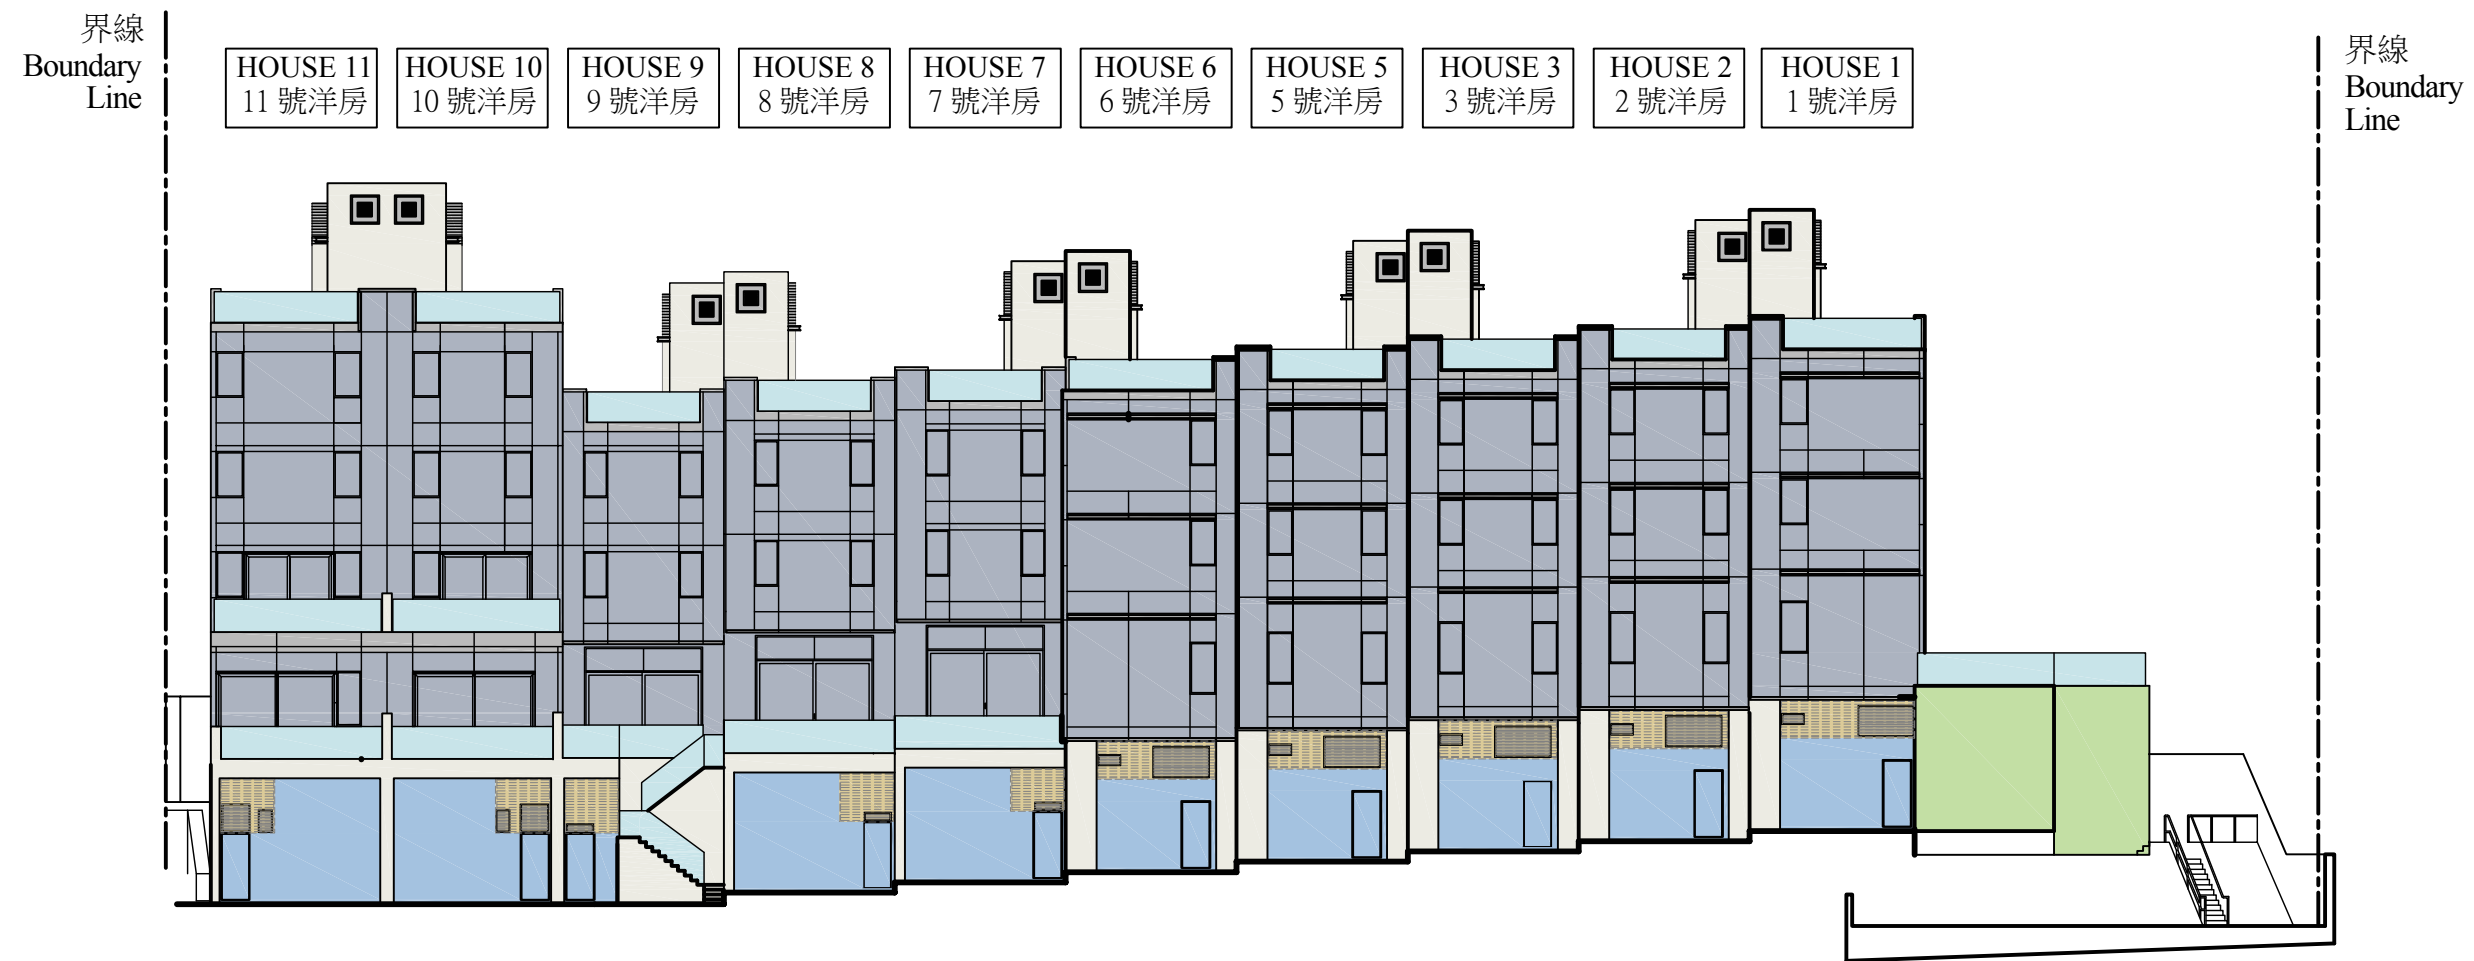 界線
Boundary
Line
HOUSE 11
11 號洋房
HOUSE 10
10 號洋房
HOUSE 9
9 號洋房
HOUSE 8
8 號洋房
HOUSE 7
7 號洋房
HOUSE 6
6 號洋房
HOUSE 5
5 號洋房
HOUSE 3
3 號洋房
HOUSE 2
2 號洋房
HOUSE 1
1 號洋房
界線
Boundary
Line